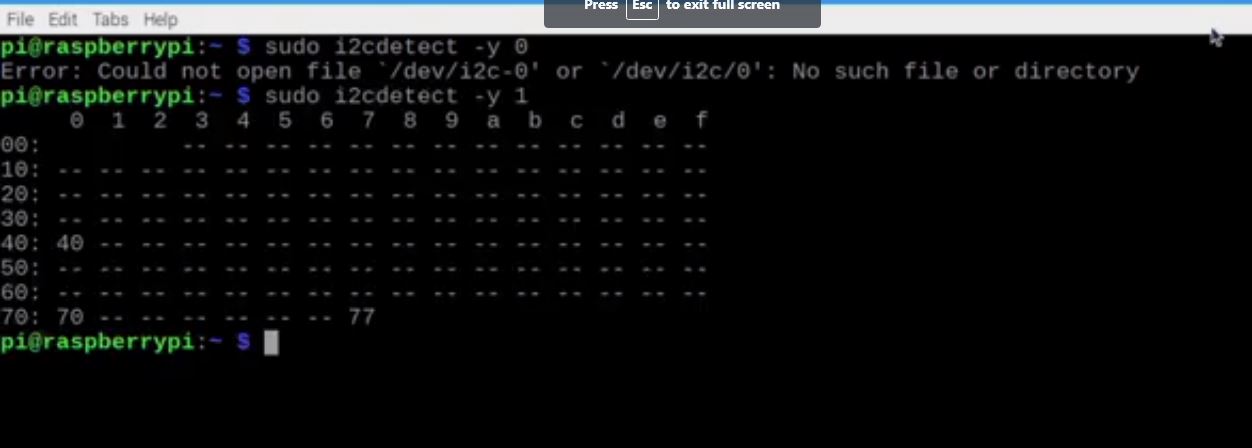 Press Esc to exit full screen
File Edit Tabs Help
pi@raspberrypi:~ $ sudo i2cdetect -y 0
Error: Could not open file `/dev/i2c-0' or `/dev/i2c/0': No such file or directory
pi@raspberrypi:~ $ sudo i2cdetect -y 1
     0  1  2  3  4  5  6  7  8  9  a  b  c  d  e  f
00:          -- -- -- -- -- -- -- -- -- -- -- -- --
10: -- -- -- -- -- -- -- -- -- -- -- -- -- -- -- --
20: -- -- -- -- -- -- -- -- -- -- -- -- -- -- -- --
30: -- -- -- -- -- -- -- -- -- -- -- -- -- -- -- --
40: 40 -- -- -- -- -- -- -- -- -- -- -- -- -- -- --
50: -- -- -- -- -- -- -- -- -- -- -- -- -- -- -- --
60: -- -- -- -- -- -- -- -- -- -- -- -- -- -- -- --
70: 70 -- -- -- -- -- -- 77
pi@raspberrypi:~ $